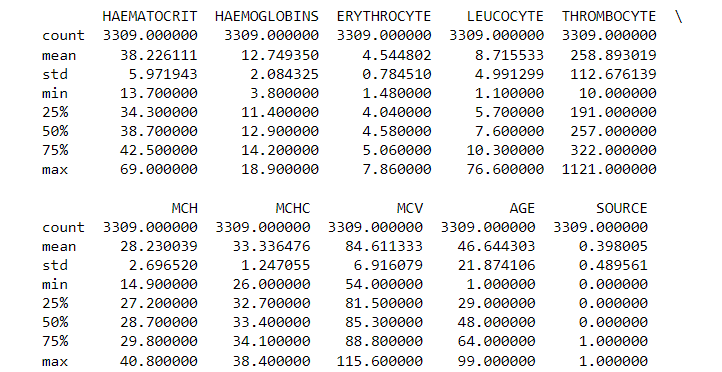 HAEMATOCRIT HAEMOGLOBINS ERYTHROCYTE LEUCOCYTE THROMBOCYTE \
count 3309.000000 3309.000000 3309.000000 3309.000000 3309.000000
mean 38.226111 12.749350 4.544802 8.715533 258.893019
std 5.971943 2.084325 0.784510 4.991299 112.676139
min 13.700000 3.800000 1.480000 1.100000 10.000000
25% 34.300000 11.400000 4.040000 5.700000 191.000000
50% 38.700000 12.900000 4.580000 7.600000 257.000000
75% 42.500000 14.200000 5.060000 10.300000 322.000000
max 69.000000 18.900000 7.860000 76.600000 1121.000000
MCH MCHC MCV AGE SOURCE
count 3309.000000 3309.000000 3309.000000 3309.000000 3309.000000
mean 28.230039 33.336476 84.611333 46.644303 0.398005
std 2.696520 1.247055 6.916079 21.874106 0.489561
min 14.900000 26.000000 54.000000 1.000000 0.000000
25% 27.200000 32.700000 81.500000 29.000000 0.000000
50% 28.700000 33.400000 85.300000 48.000000 0.000000
75% 29.800000 34.100000 88.800000 64.000000 1.000000
max 40.800000 38.400000 115.600000 99.000000 1.000000